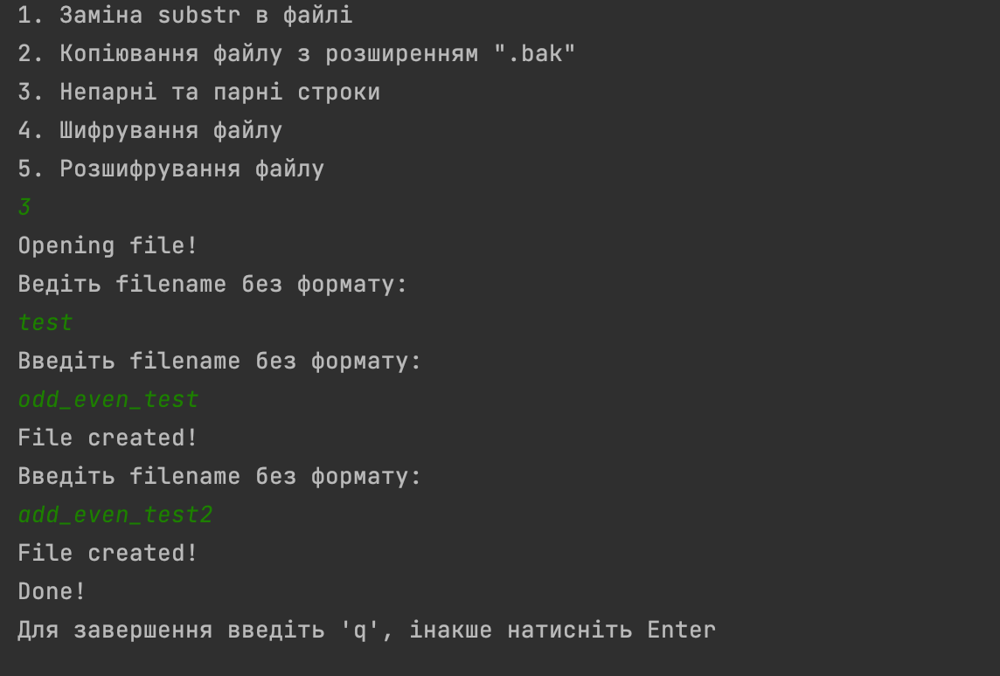 1. Заміна substr в файлі
2. Копіювання файлу з розширенням ".bak"
3. Непарні та парні строки
4. Шифрування файлу
5. Розшифрування файлу
3
Opening file!
Ведіть filename без формату:
test
Введіть filename без формату:
odd_even_test
File created!
Введіть filename без формату:
add_even_test2
File created!
Done!
Для завершення введіть 'q', інакше натисніть Enter